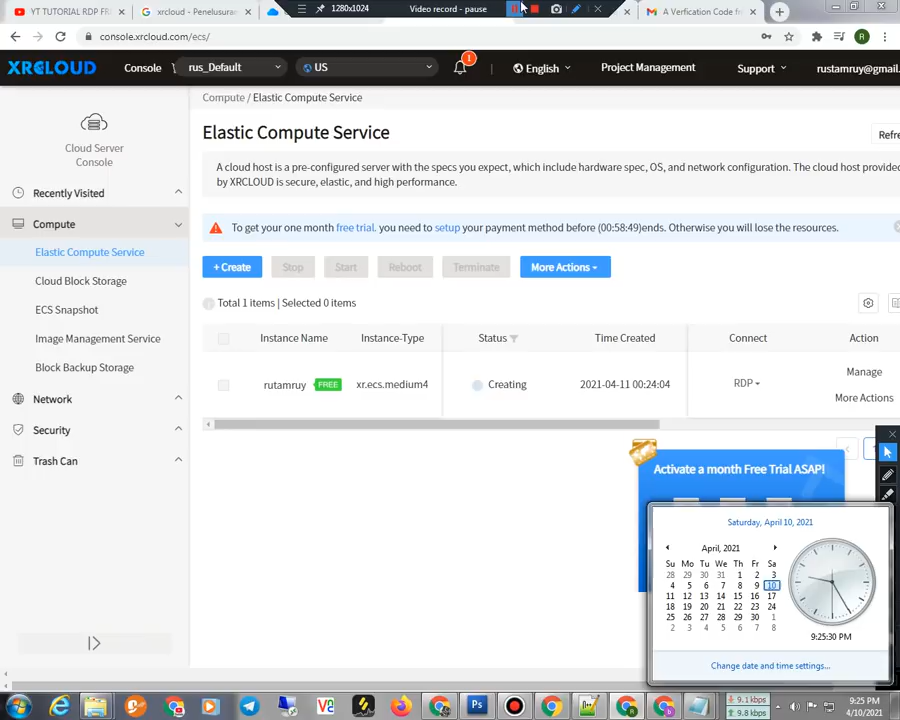 YT TUTORIAL RDP FR
xrcloud - Penelusuran
A Verfication Code fr
1280x1024
Video record - pause
console.xrcloud.com/ecs/
R
XRCLOUD
Console
rus_Default
US
1
English
Project Management
Support
rustamruy@gmail.
Compute / Elastic Compute Service
Cloud Server
Console
Recently Visited
Compute
Elastic Compute Service
Cloud Block Storage
ECS Snapshot
Image Management Service
Block Backup Storage
Network
Security
Trash Can
Elastic Compute Service
Refre
A cloud host is a pre-configured server with the specs you expect, which include hardware spec, OS, and network configuration. The cloud host provided
by XRCLOUD is secure, elastic, and high performance.
To get your one month free trial. you need to setup your payment method before (00:58:49)ends. Otherwise you will lose the resources.
+ Create
Stop
Start
Reboot
Terminate
More Actions
Total 1 items | Selected 0 items
Instance Name
Instance-Type
Status
Time Created
Connect
Action
rutamruy
FREE
xr.ecs.medium4
Creating
2021-04-11 00:24:04
RDP
Manage
More Actions
Activate a month Free Trial ASAP!
Saturday, April 10, 2021
April, 2021
Su Mo Tu We Th Fr Sa
28 29 30 31 1 2 3
4 5 6 7 8 9 10
11 12 13 14 15 16 17
18 19 20 21 22 23 24
25 26 27 28 29 30 1
2 3 4 5 6 7 8
9:25:30 PM
Change date and time settings...
9.1 kbps
9.8 kbps
9:25 PM
4/10/2021